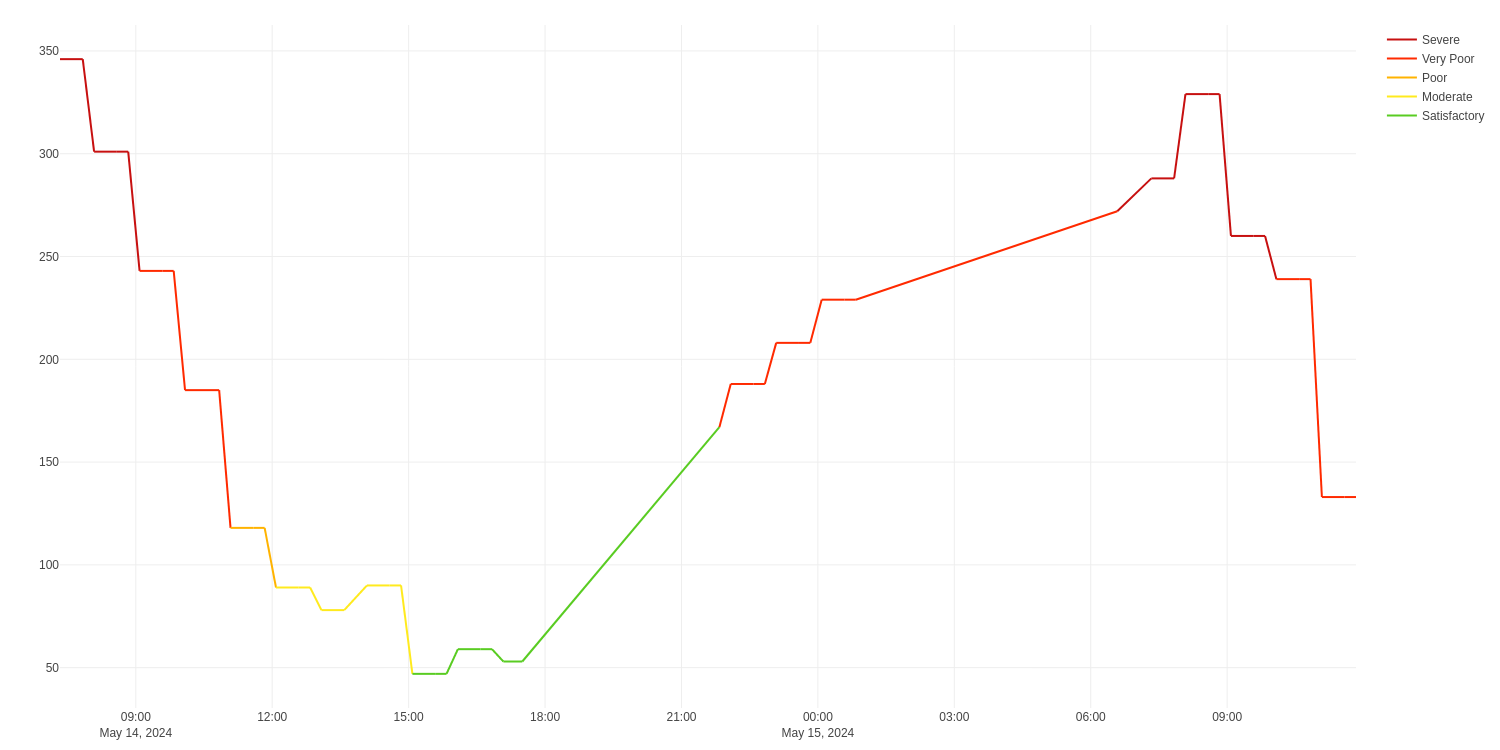 350
300
250
200
150
100
50
09:00
May 14, 2024
12:00
15:00
18:00
21:00
00:00
May 15, 2024
03:00
06:00
09:00
Severe
Very Poor
Poor
Moderate
Satisfactory